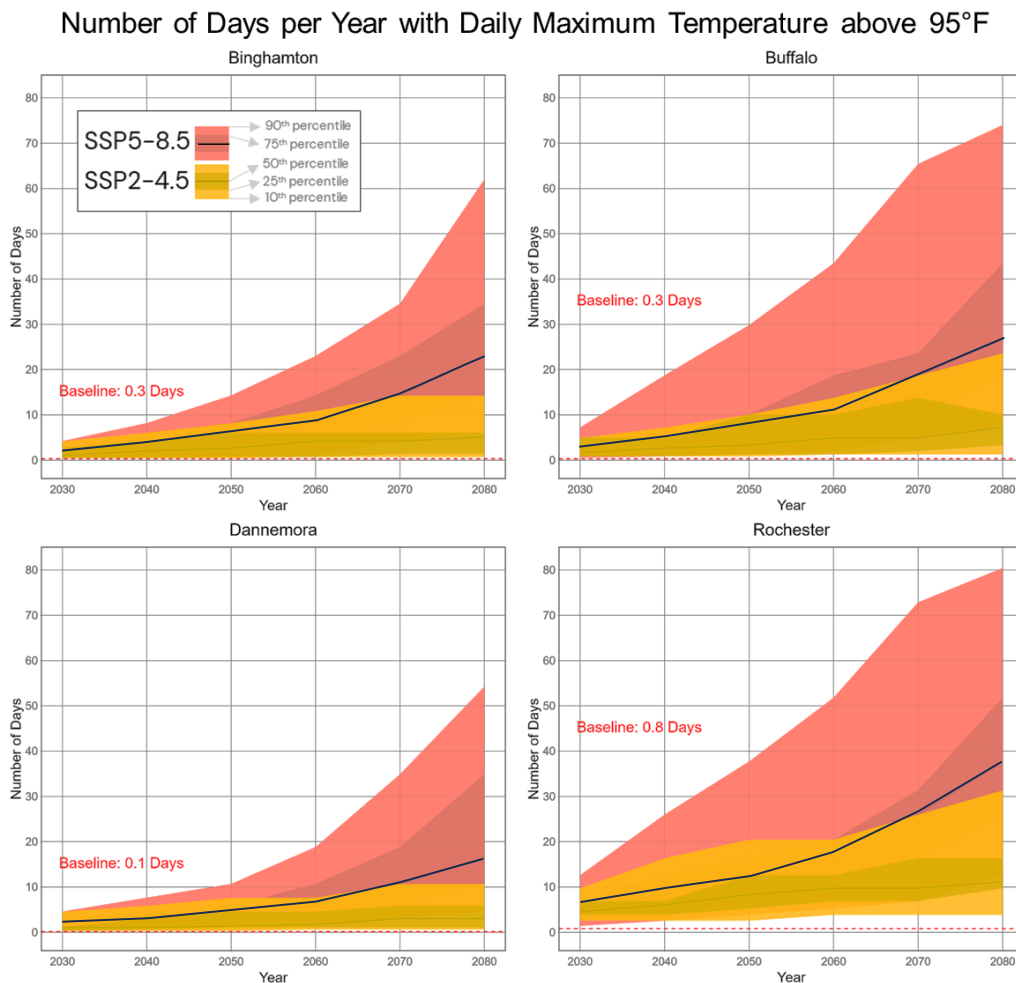 Number of Days per Year with Daily Maximum Temperature above 95°F
Binghamton
80
70
60
50
40
30
20
10
0
Number of Days
SSP5-8.5
SSP2-4.5
90th percentile
75th percentile
50th percentile
25th percentile
10th percentile
Baseline: 0.3 Days
2030 2040 2050 2060 2070 2080
Year
Buffalo
80
70
60
50
40
30
20
10
0
Number of Days
Baseline: 0.3 Days
2030 2040 2050 2060 2070 2080
Year
Dannemora
80
70
60
50
40
30
20
10
0
Number of Days
Baseline: 0.1 Days
2030 2040 2050 2060 2070 2080
Year
Rochester
80
70
60
50
40
30
20
10
0
Number of Days
Baseline: 0.8 Days
2030 2040 2050 2060 2070 2080
Year